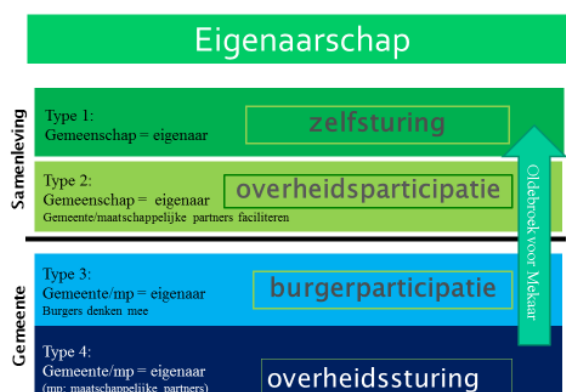 Eigenaarschap
Samenleving
Type 1:
Gemeenschap = eigenaar
zelfsturing
Type 2:
Gemeenschap = eigenaar
Gemeente/maatschappelijke partners faciliteren
overheidsparticipatie
Oldebroek voor Mekaar
Gemeente
Type 3:
Gemeente/mp = eigenaar
Burgers denken mee
burgerparticipatie
Type 4:
Gemeente/mp = eigenaar
(mp: maatschappelijke partners)
overheidssturing